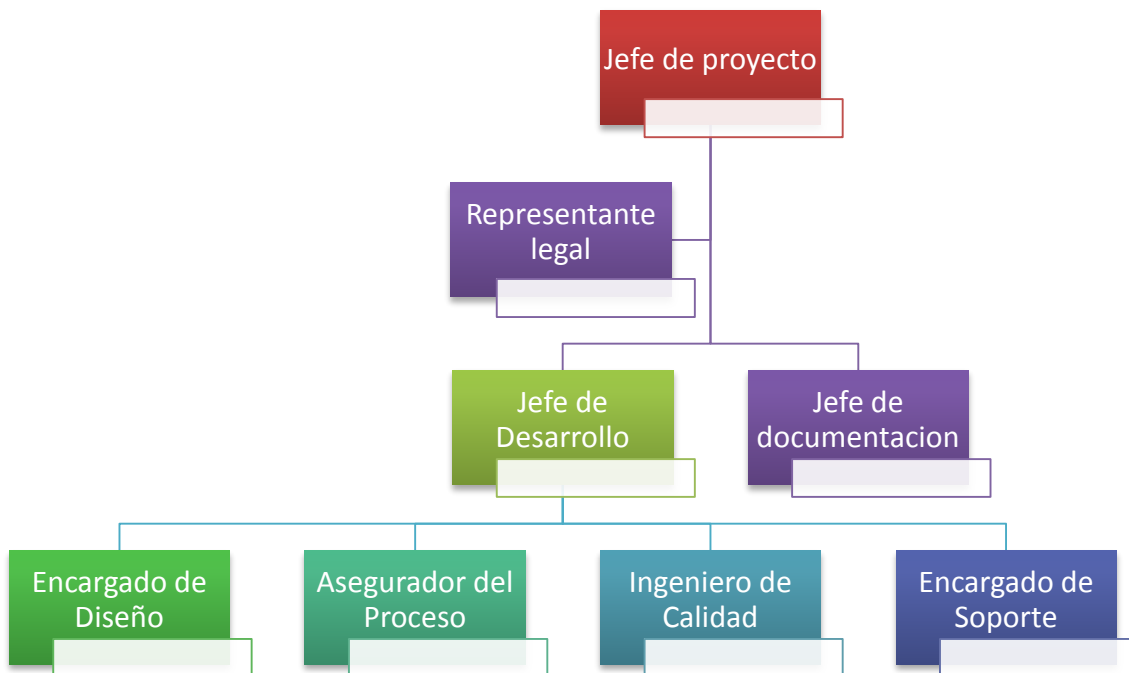 Jefe de proyecto
Representante
legal
Jefe de
Desarrollo
Jefe de
documentacion
Encargado de
Diseño
Asegurador del
Proceso
Ingeniero de
Calidad
Encargado de
Soporte